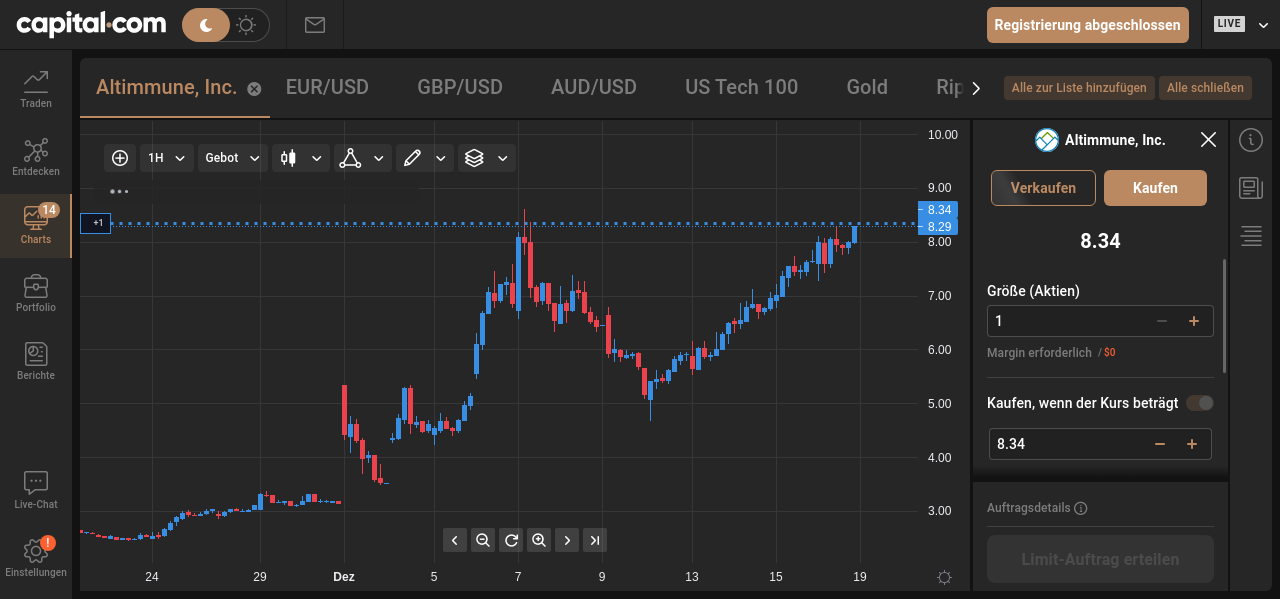 capital.com
Registrierung abgeschlossen
LIVE
Traden
Entdecken
14
Charts
Portfolio
Berichte
Live-Chat
!
Einstellungen
Altimmune, Inc.
EUR/USD
GBP/USD
AUD/USD
US Tech 100
Gold
Rip
Alle zur Liste hinzufügen
Alle schließen
1H
Gebot
+1
10.00
9.00
8.34
8.29
8.00
7.00
6.00
5.00
4.00
3.00
24
29
Dez
5
7
9
13
15
19
Altimmune, Inc.
Verkaufen
Kaufen
8.34
Größe (Aktien)
1
Margin erforderlich / $0
Kaufen, wenn der Kurs beträgt
8.34
Auftragsdetails
Limit-Auftrag erteilen